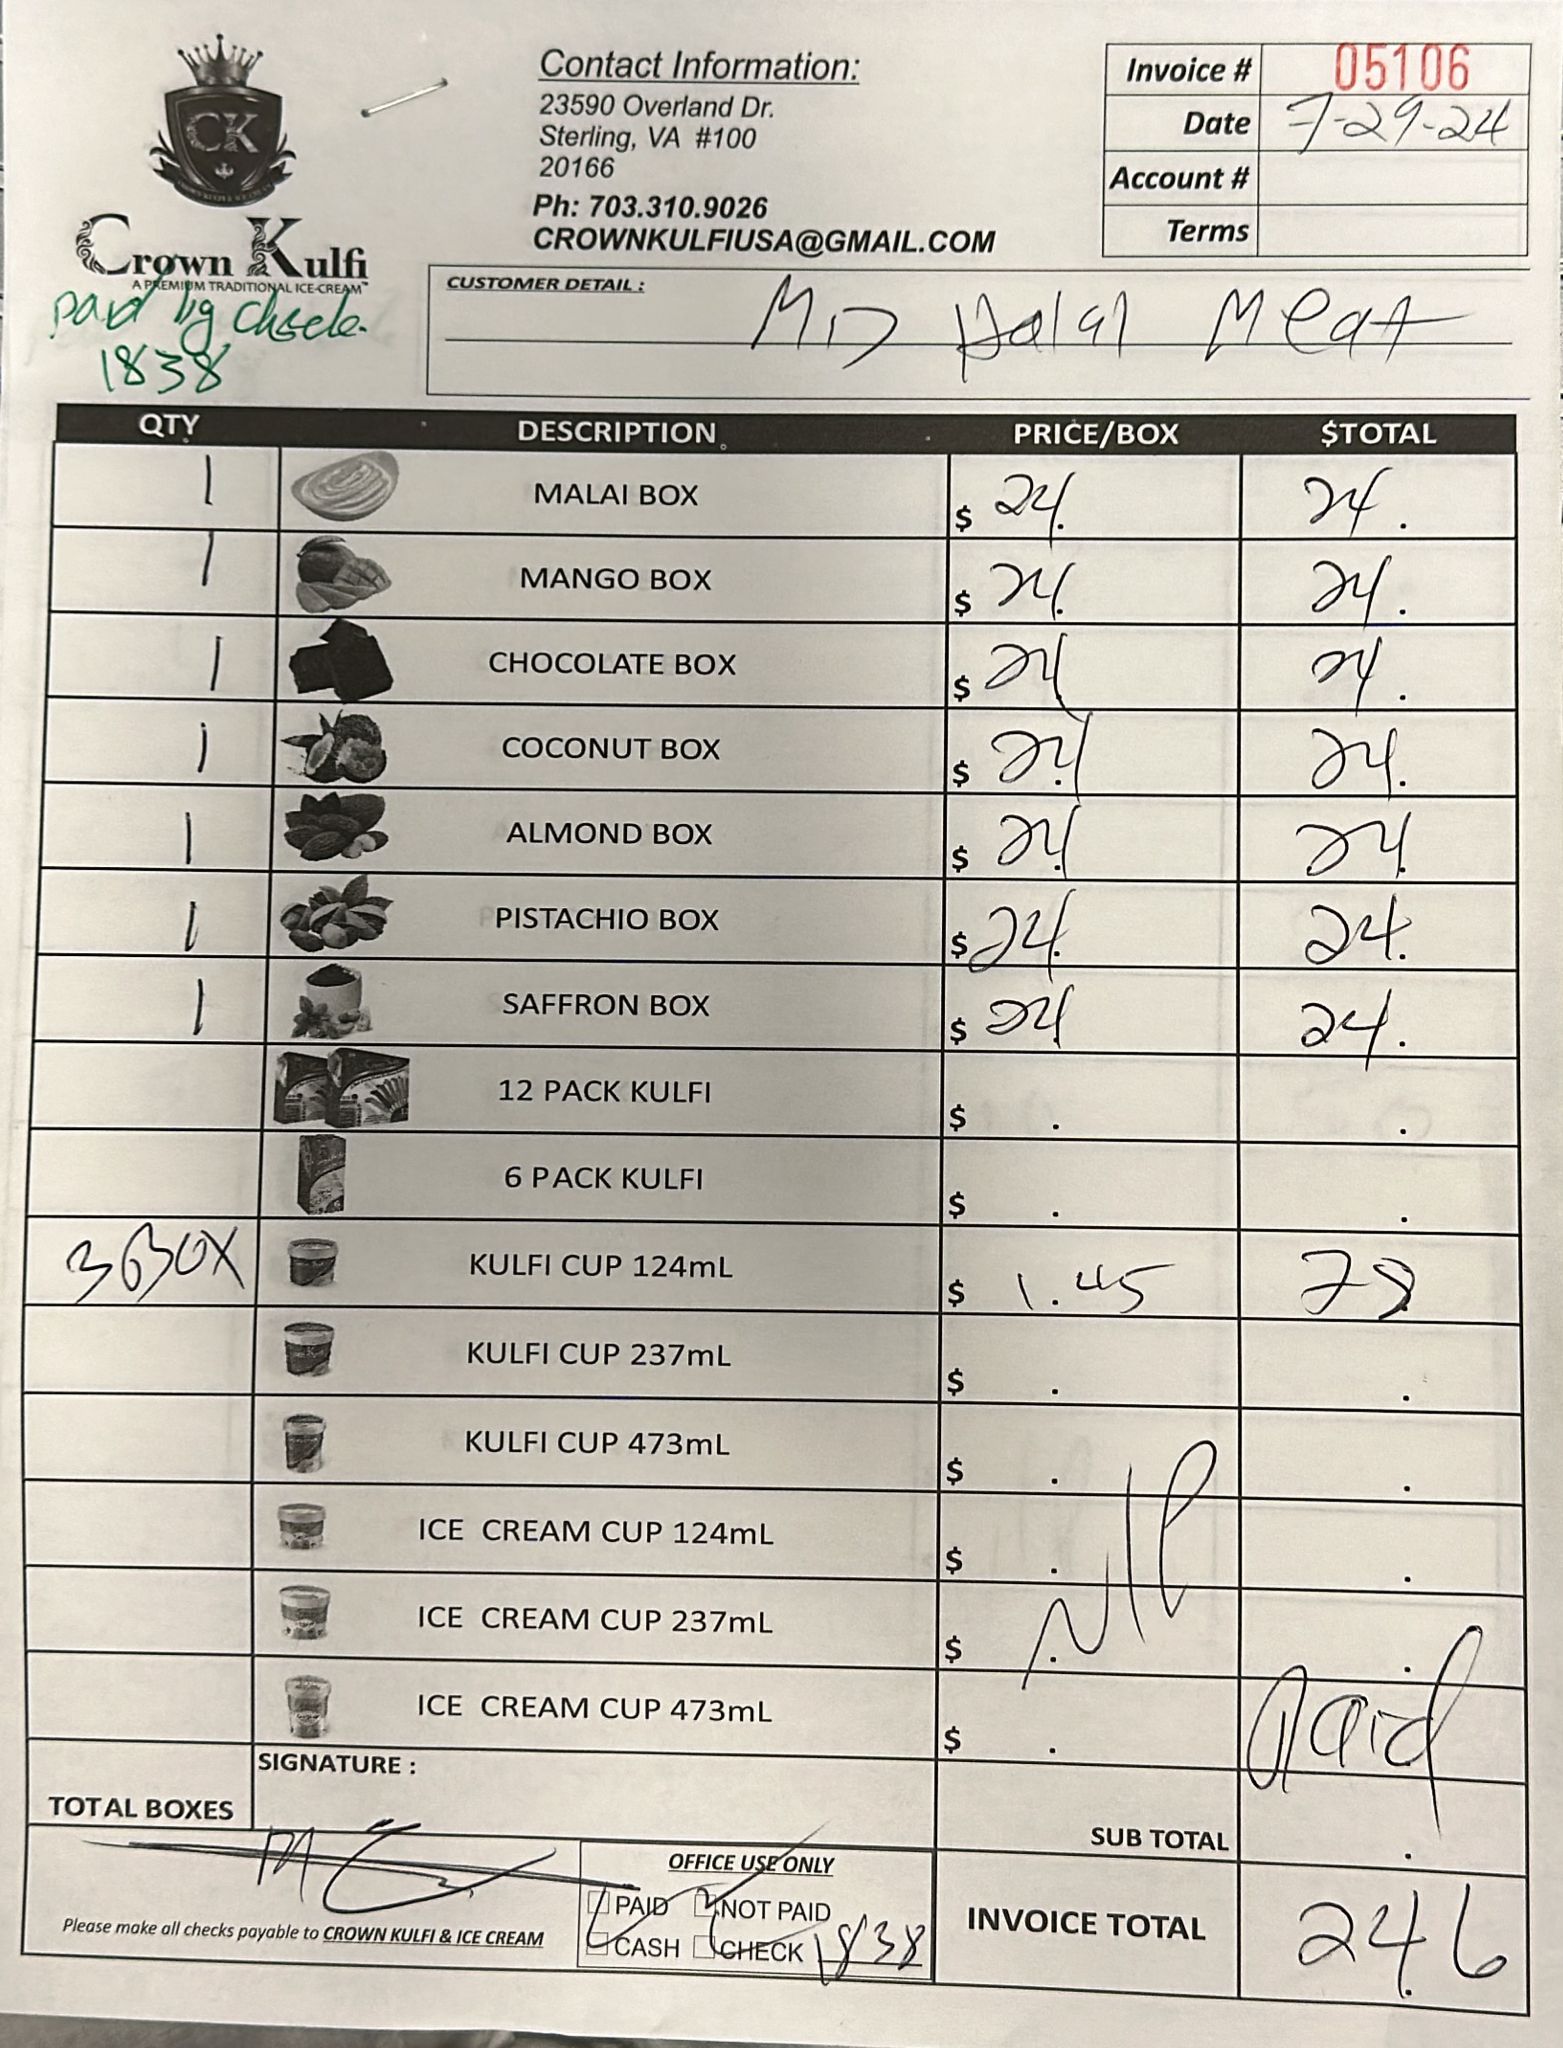 CK
Crown Kulfi
A PREMIUM TRADITIONAL ICE-CREAM™
paid by check
1838
Contact Information:
23590 Overland Dr.
Sterling, VA #100
20166
Ph: 703.310.9026
CROWNKULFIUSA@GMAIL.COM
Invoice # 05106
Date 7-29-24
Account #
Terms
CUSTOMER DETAIL : MD Halal Meat
QTY DESCRIPTION PRICE/BOX $TOTAL
1 MALAI BOX $ 24. 24.
1 MANGO BOX $ 24. 24.
1 CHOCOLATE BOX $ 24 24.
1 COCONUT BOX $ 24. 24.
1 ALMOND BOX $ 24. 24.
1 PISTACHIO BOX $ 24. 24.
1 SAFFRON BOX $ 24. 24.
12 PACK KULFI $ . .
6 PACK KULFI $ . .
3 BOX KULFI CUP 124mL $ 1.45 78.
KULFI CUP 237mL $ . .
KULFI CUP 473mL $ . .
ICE CREAM CUP 124mL $ . .
ICE CREAM CUP 237mL $ . .
ICE CREAM CUP 473mL $ .
Paid
SIGNATURE :
TOTAL BOXES
SUB TOTAL .
OFFICE USE ONLY
PAID NOT PAID
CASH CHECK 1838
Please make all checks payable to CROWN KULFI & ICE CREAM
INVOICE TOTAL 246